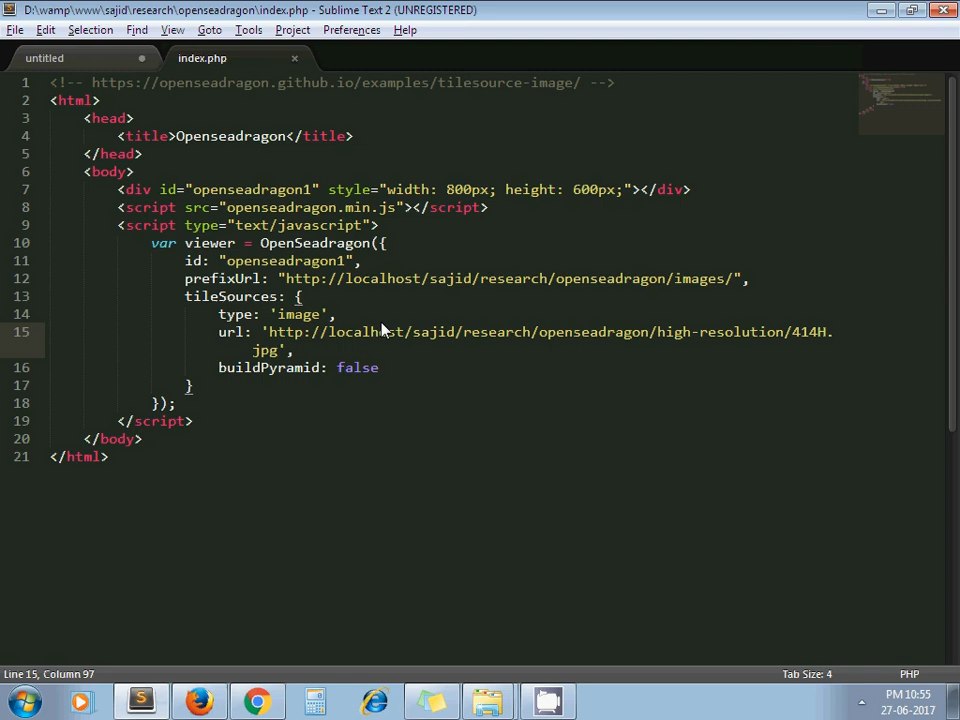 D:\wamp\www\sajid\research\openseadragon\index.php - Sublime Text 2 (UNREGISTERED)
File Edit Selection Find View Goto Tools Project Preferences Help
untitled index.php
1 <!-- https://openseadragon.github.io/examples/tilesource-image/ -->
2 <html>
3 <head>
4 <title>Openseadragon</title>
5 </head>
6 <body>
7 <div id="openseadragon1" style="width: 800px; height: 600px;"></div>
8 <script src="openseadragon.min.js"></script>
9 <script type="text/javascript">
10 var viewer = OpenSeadragon({
11 id: "openseadragon1",
12 prefixUrl: "http://localhost/sajid/research/openseadragon/images/",
13 tileSources: {
14 type: 'image',
15 url: 'http://localhost/sajid/research/openseadragon/high-resolution/414H.
jpg',
16 buildPyramid: false
17 }
18 });
19 </script>
20 </body>
21 </html>
Line 15, Column 97 Tab Size: 4 PHP
PM 10:55
27-06-2017